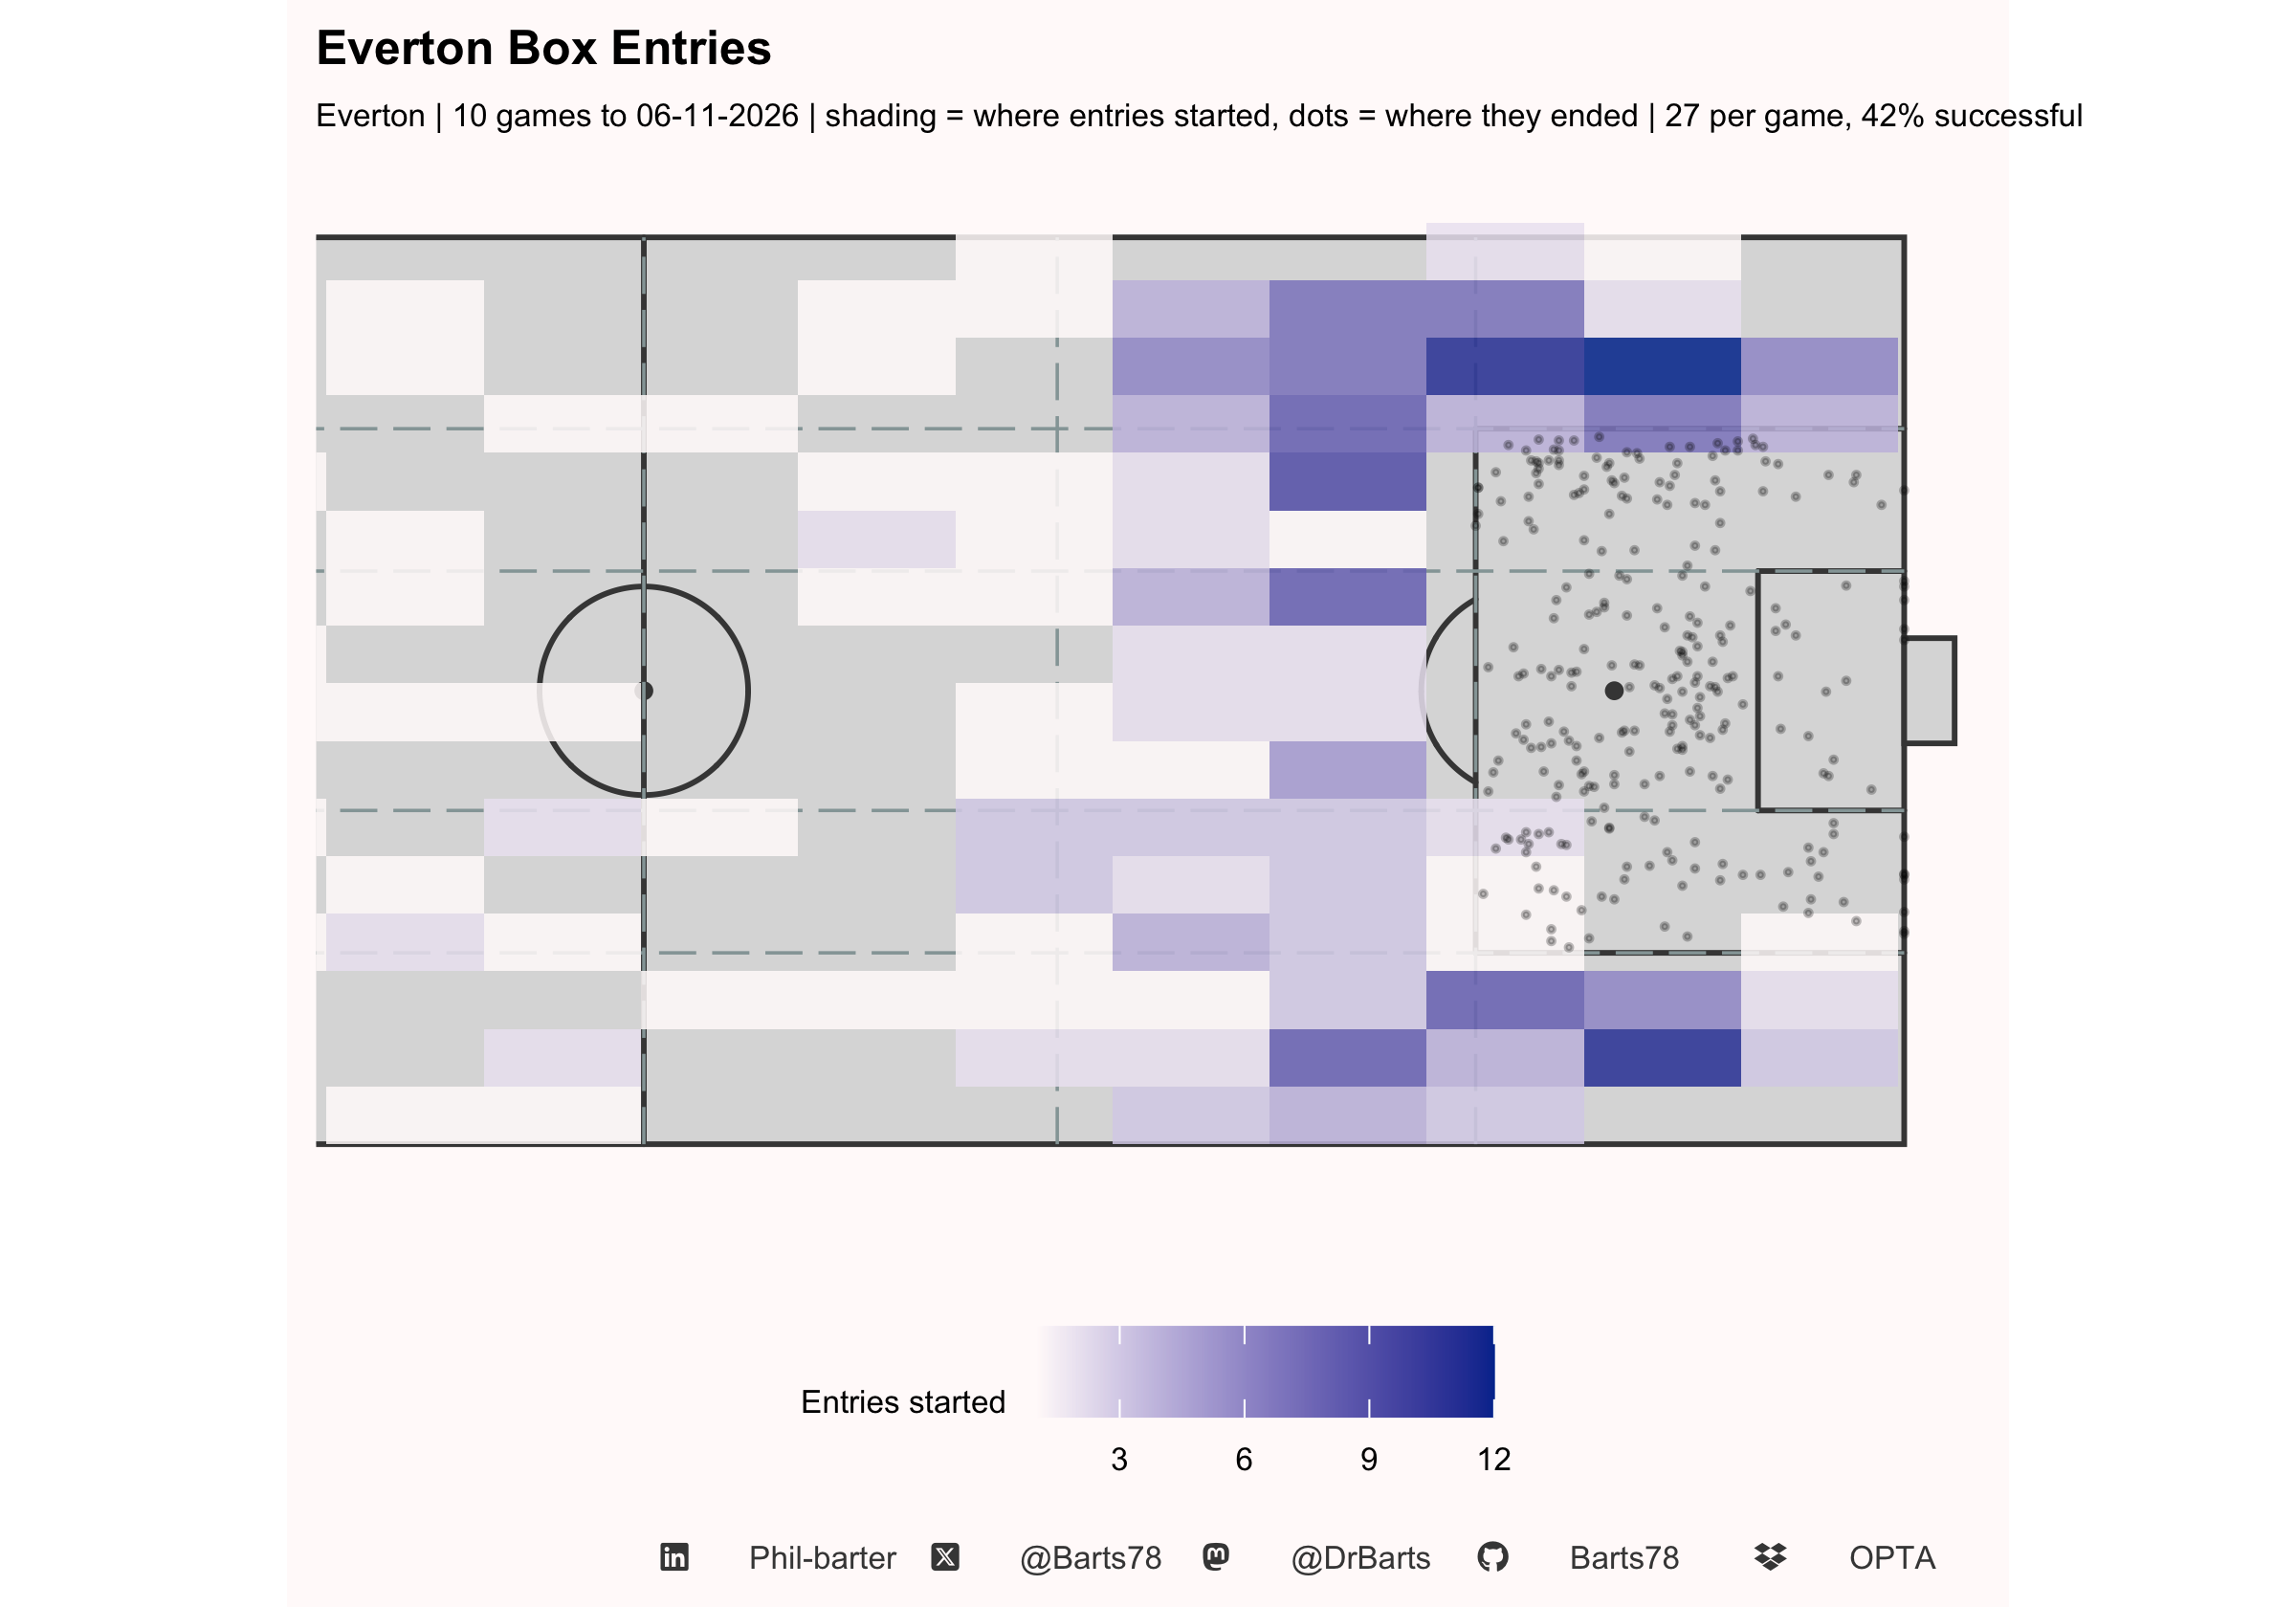 Everton Box Entries
Everton | 10 games to 06-11-2026 | shading = where entries started, dots = where they ended | 27 per game, 42% successful
Entries started
3 6 9 12
Phil-barter @Barts78 @DrBarts Barts78 OPTA